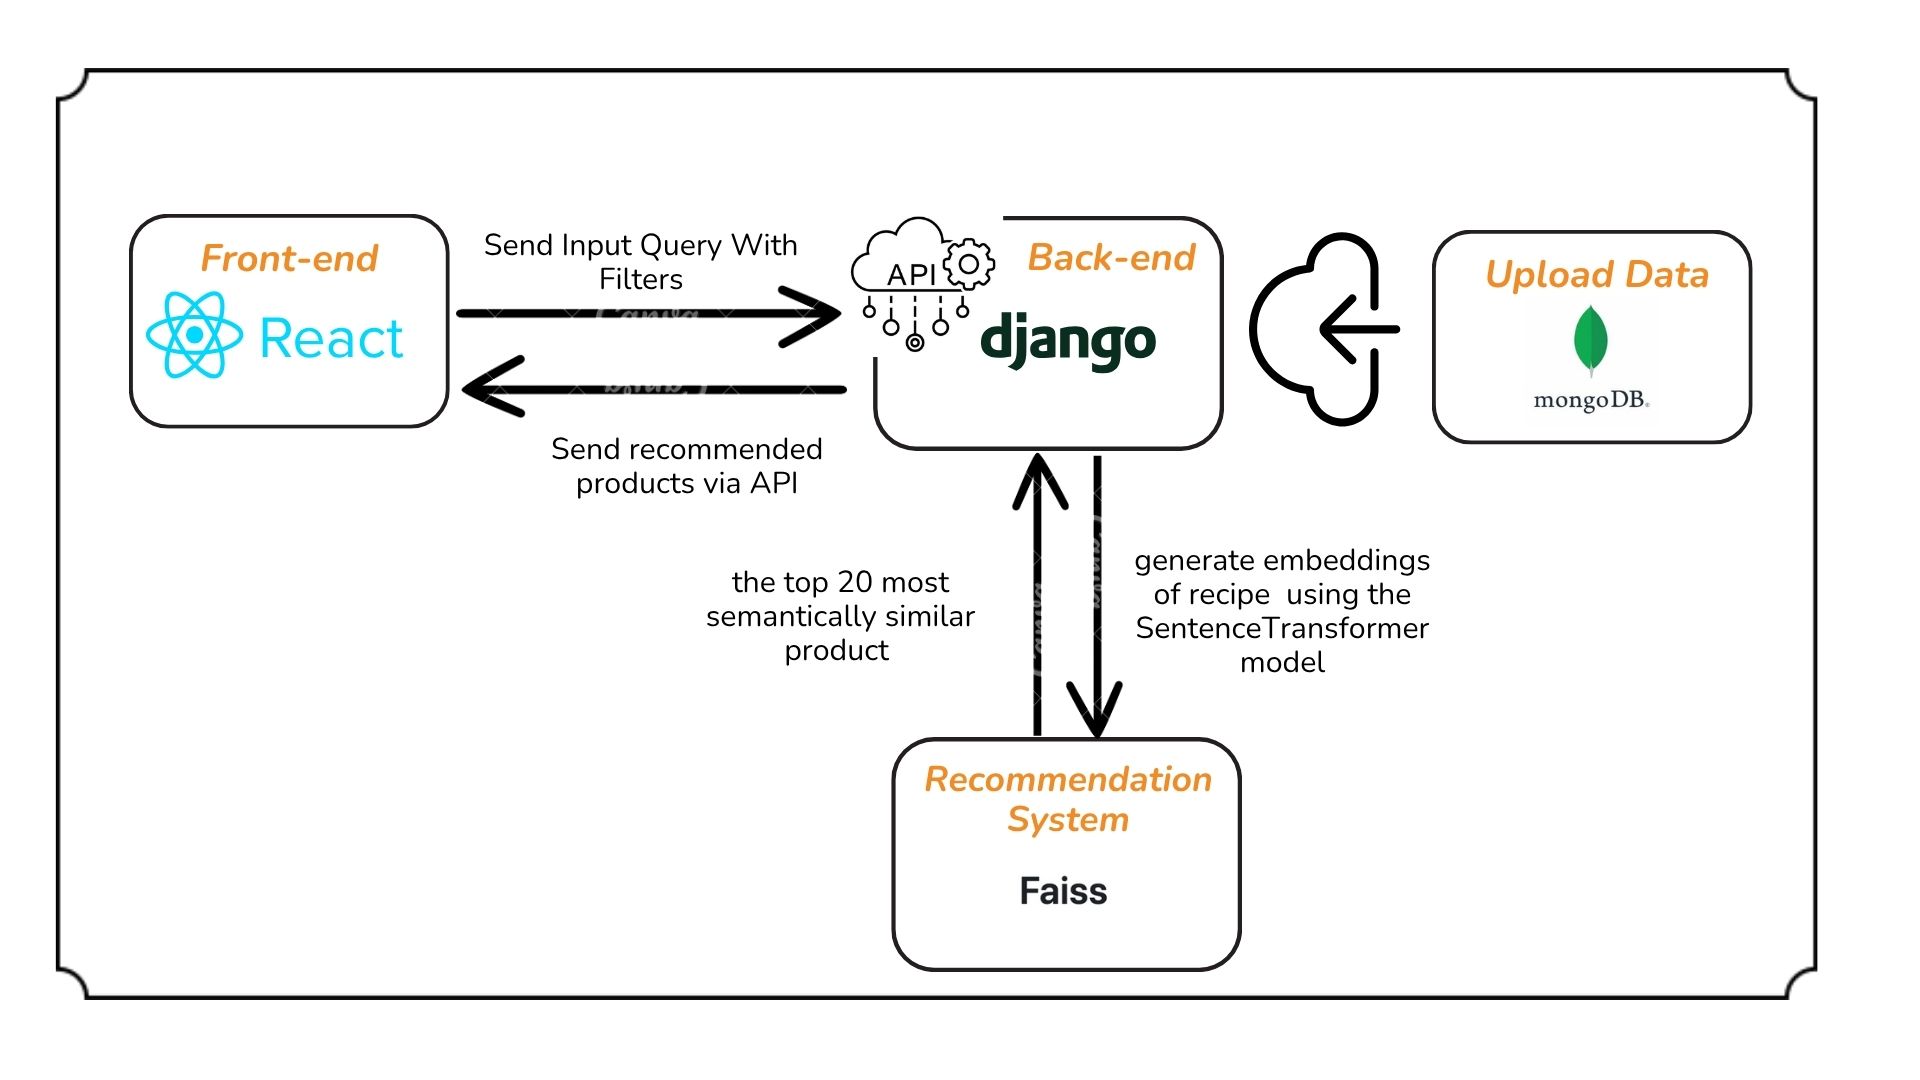 Front-end
React
Send Input Query With
Filters
Send recommended
products via API
API
Back-end
django
Upload Data
mongoDB.
the top 20 most
semantically similar
product
generate embeddings
of recipe  using the
SentenceTransformer
model
Recommendation
System
Faiss